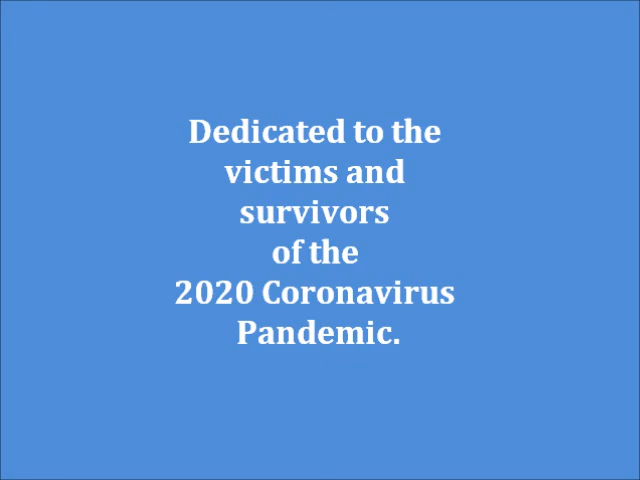 Dedicated to the
victims and
survivors
of the
2020 Coronavirus
Pandemic.